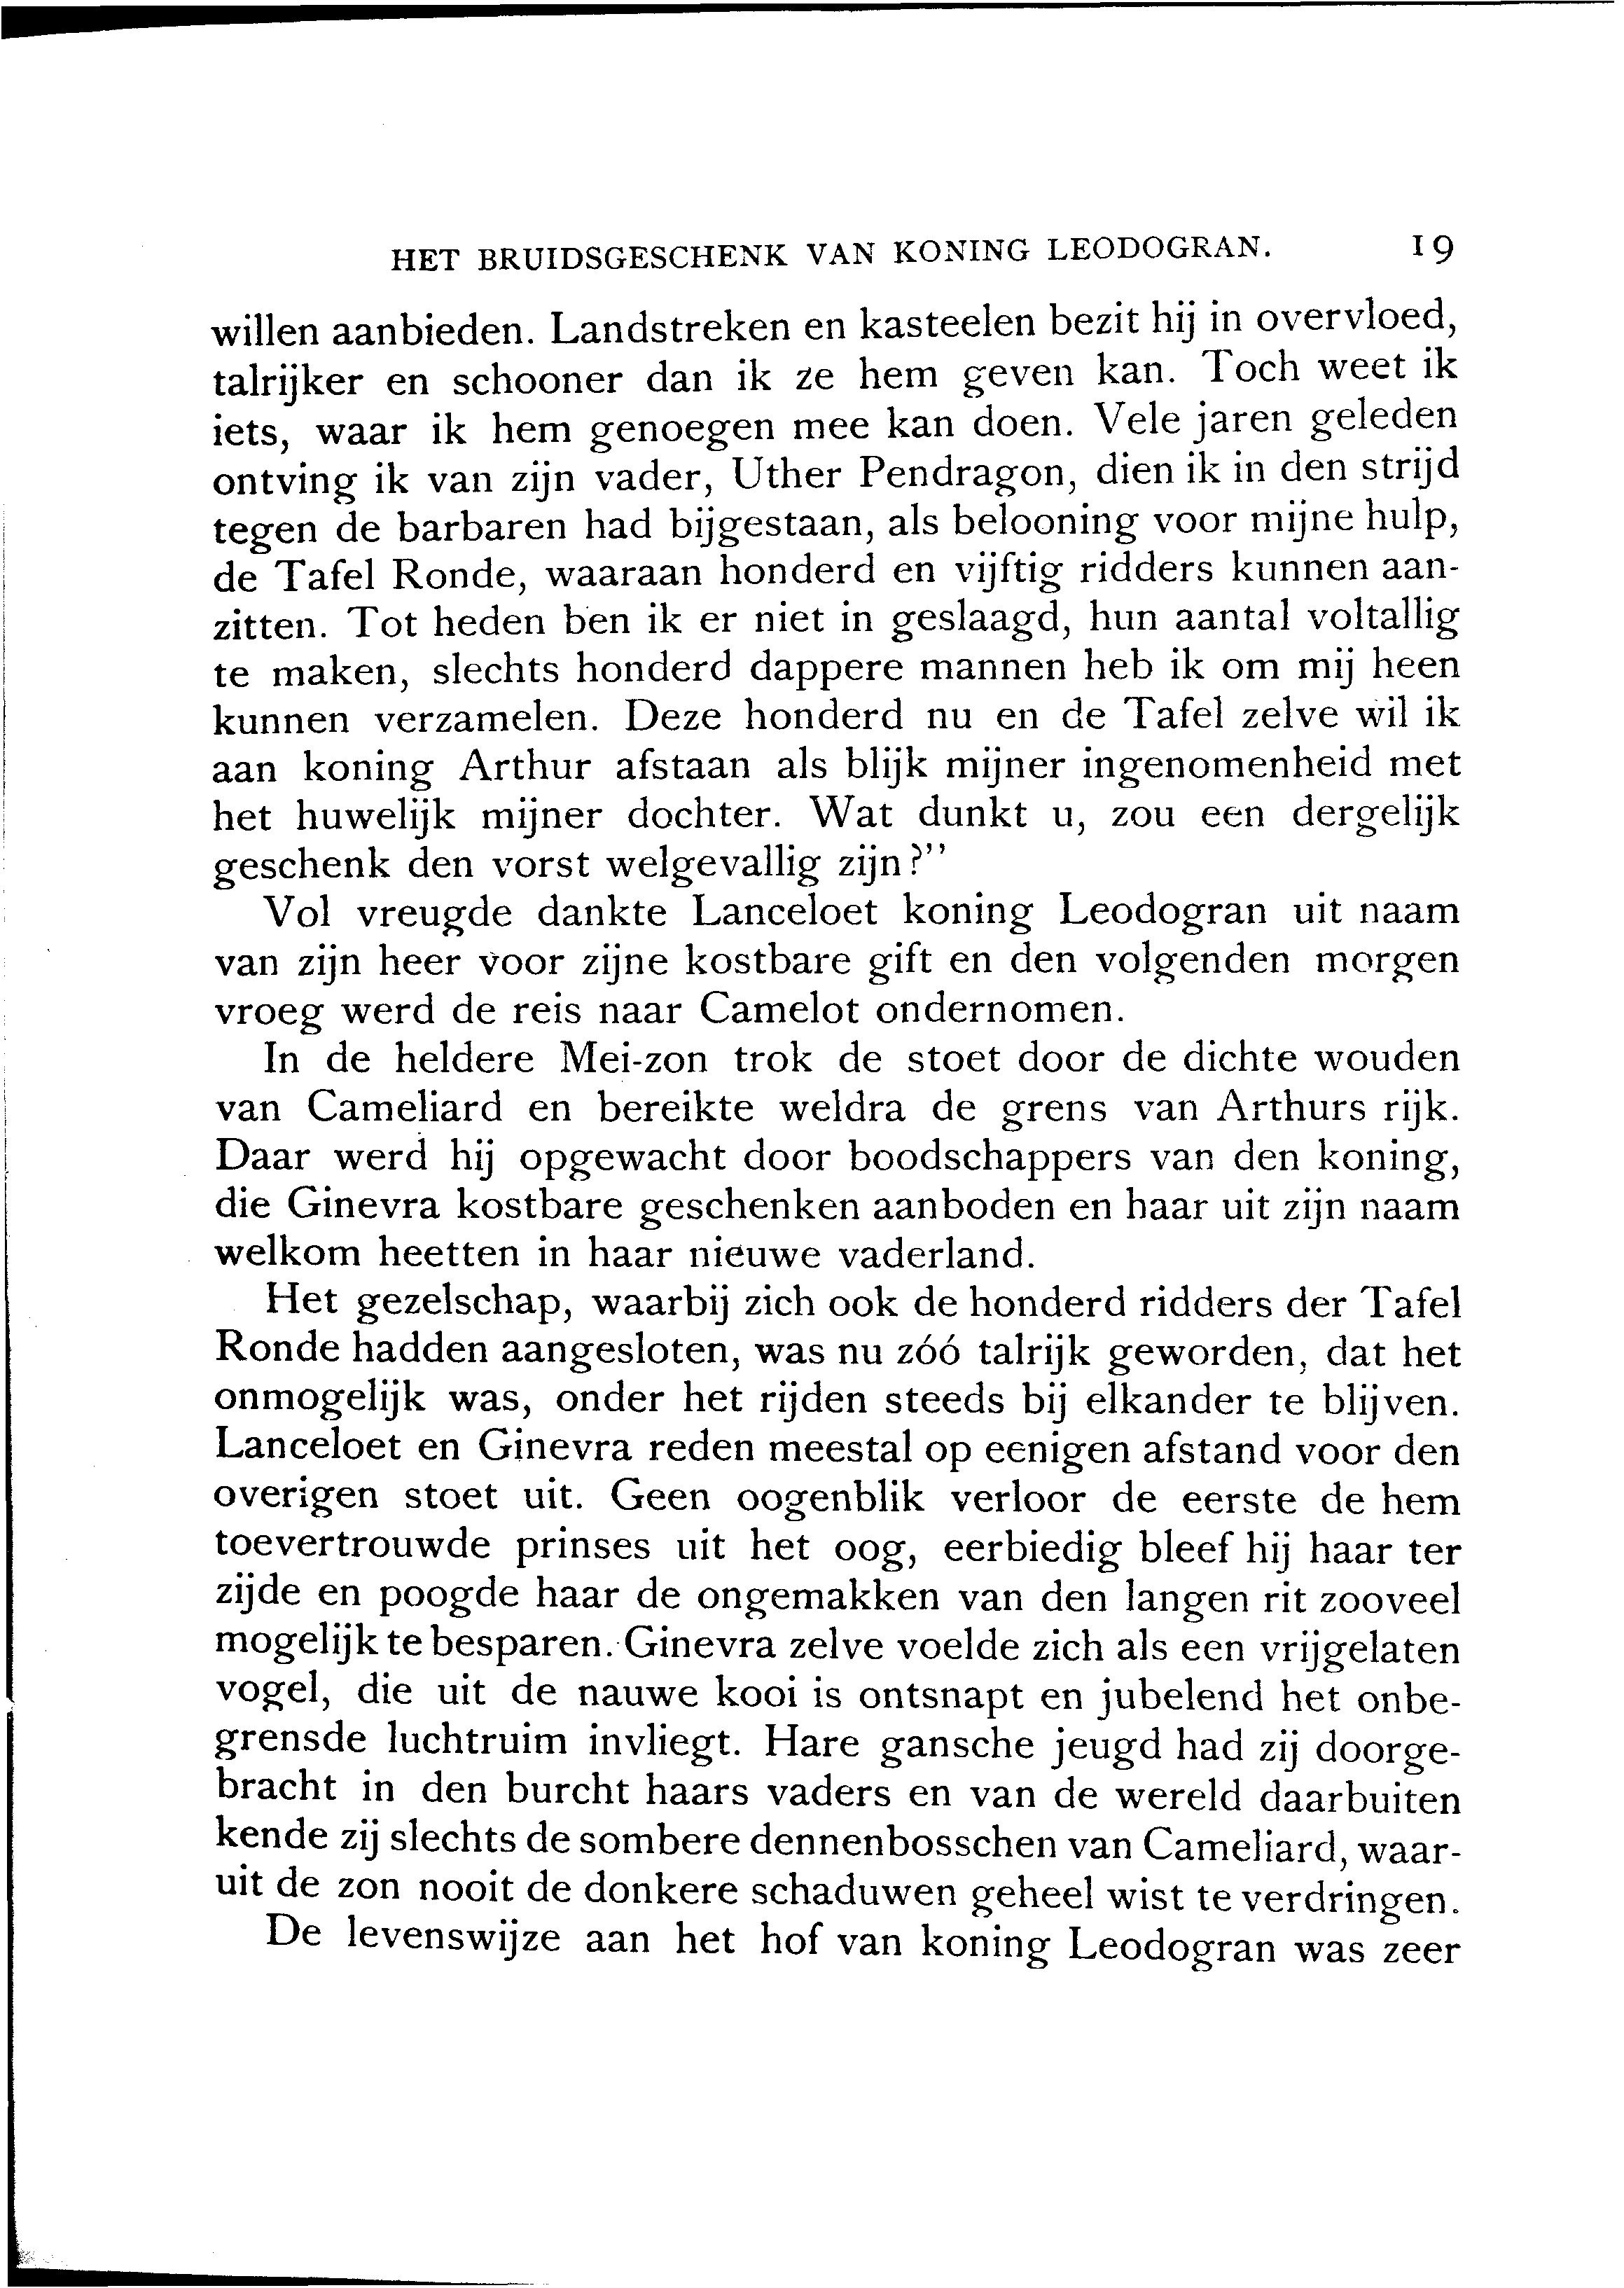 HET BRUIDSGESCHENK VAN KONING LEODOGRAN. 19
willen aanbieden. Landstreken en kasteelen bezit hij in overvloed,
talrijker en schooner dan ik ze hem geven kan. Toch weet ik
iets, waar ik hem genoegen mee kan doen. Vele jaren geleden
ontving ik van zijn vader, Uther Pendragon, dien ik in den strijd
tegen de barbaren had bijgestaan, als belooning voor mijne hulp,
de Tafel Ronde, waaraan honderd en vijftig ridders kunnen aan-
zitten. Tot heden ben ik er niet in geslaagd, hun aantal voltallig
te maken, slechts honderd dappere mannen heb ik om mij heen
kunnen verzamelen. Deze honderd nu en de Tafel zelve wil ik
aan koning Arthur afstaan als blijk mijner ingenomenheid met
het huwelijk mijner dochter. Wat dunkt u, zou een dergelijk
geschenk den vorst welgevallig zijn?"
Vol vreugde dankte Lanceloet koning Leodogran uit naam
van zijn heer voor zijne kostbare gift en den volgenden morgen
vroeg werd de reis naar Camelot ondernomen.
In de heldere Mei-zon trok de stoet door de dichte wouden
van Cameliard en bereikte weldra de grens van Arthurs rijk.
Daar werd hij opgewacht door boodschappers van den koning,
die Ginevra kostbare geschenken aanboden en haar uit zijn naam
welkom heetten in haar nieuwe vaderland.
Het gezelschap, waarbij zich ook de honderd ridders der Tafel
Ronde hadden aangesloten, was nu zóó talrijk geworden, dat het
onmogelijk was, onder het rijden steeds bij elkander te blijven.
Lanceloet en Ginevra reden meestal op eenigen afstand voor den
overigen stoet uit. Geen oogenblik verloor de eerste de hem
toevertrouwde prinses uit het oog, eerbiedig bleef hij haar ter
zijde en poogde haar de ongemakken van den langen rit zooveel
mogelijk te besparen. Ginevra zelve voelde zich als een vrijgelaten
vogel, die uit de nauwe kooi is ontsnapt en jubelend het onbe-
grensde luchtruim invliegt. Hare gansche jeugd had zij doorge-
bracht in den burcht haars vaders en van de wereld daarbuiten
kende zij slechts de sombere dennenbosschen van Cameliard, waar-
uit de zon nooit de donkere schaduwen geheel wist te verdringen.
De levenswijze aan het hof van koning Leodogran was zeer